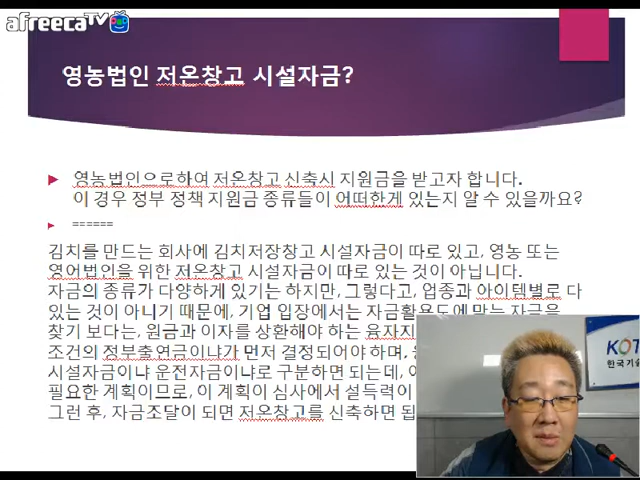 afreecaTV
영농법인 저온창고 시설자금?
영농법인으로하여 저온창고 신축시 지원금을 받고자 합니다.
이 경우 정부 정책 지원금 종류들이 어떠한게 있는지 알 수 있을까요?
======
김치를 만드는 회사에 김치저장창고 시설자금이 따로 있고, 영농 또는
영어법인을 위한 저온창고 시설자금이 따로 있는 것이 아닙니다.
자금의 종류가 다양하게 있기는 하지만, 그렇다고, 업종과 아이템별로 다
있는 것이 아니기 때문에, 기업 입장에서는 자금활용도에 맞는 자금을
찾기 보다는, 원금과 이자를 상환해야 하는 융자지
조건의 정부출연금이냐가 먼저 결정되어야 하며,
시설자금이냐 운전자금이냐로 구분하면 되는데,
필요한 계획이므로, 이 계획이 심사에서 설득력이
그런 후, 자금조달이 되면 저온창고를 신축하면 됩
KOT
한국기술